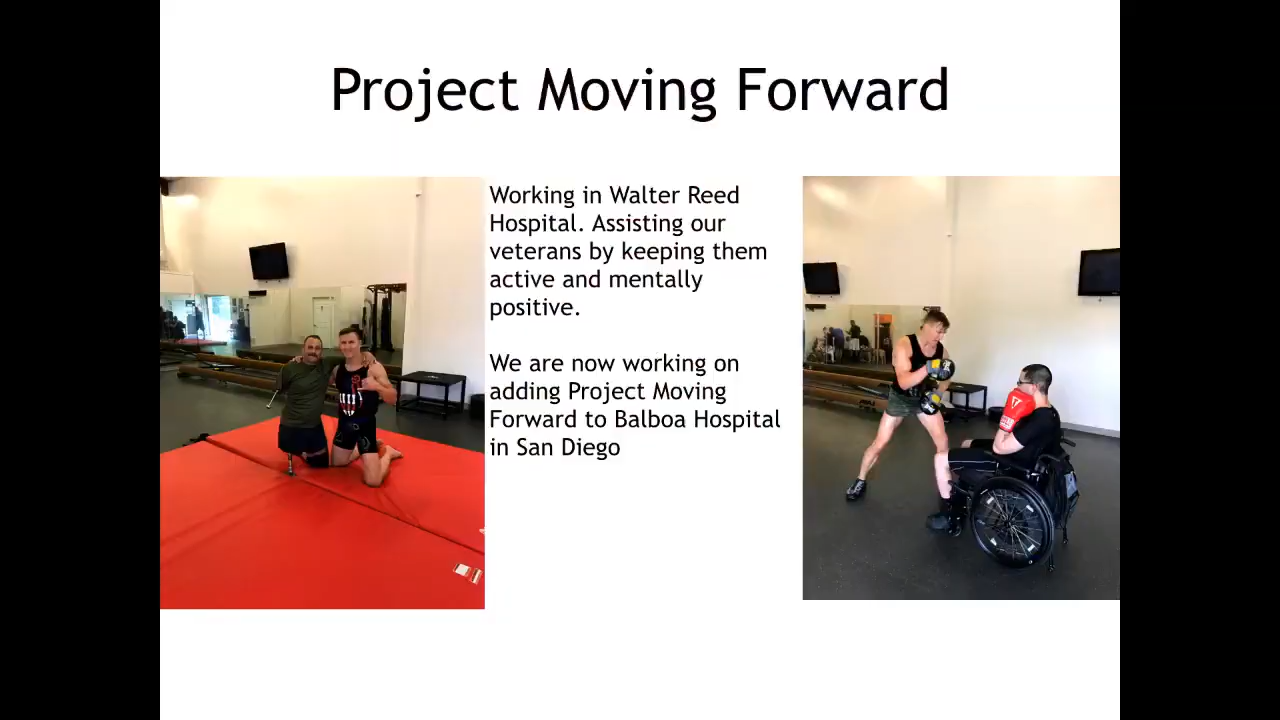 Project Moving Forward
Working in Walter Reed
Hospital. Assisting our
veterans by keeping them
active and mentally
positive.
We are now working on
adding Project Moving
Forward to Balboa Hospital
in San Diego